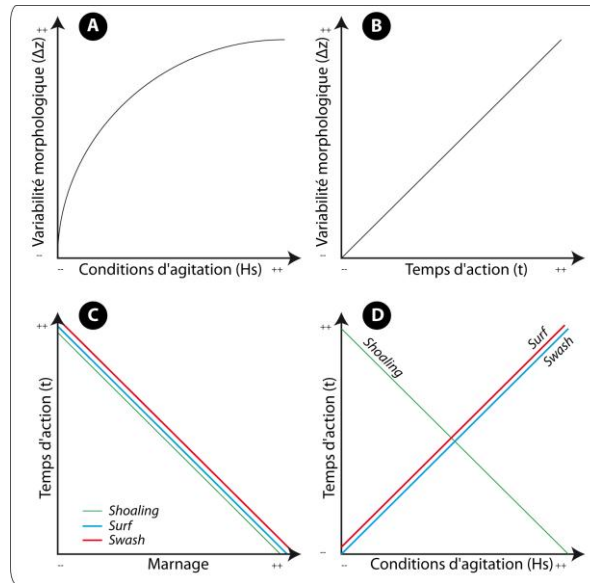 A
++
Variabilité morphologique (Δz)
--
--
Conditions d'agitation (Hs)
++
B
++
Variabilité morphologique (Δz)
--
--
Temps d'action (t)
++
C
++
Temps d'action (t)
Shoaling
Surf
Swash
--
Marnage
++
D
++
Shoaling
Surf
Swash
Temps d'action (t)
--
--
Conditions d'agitation (Hs)
++